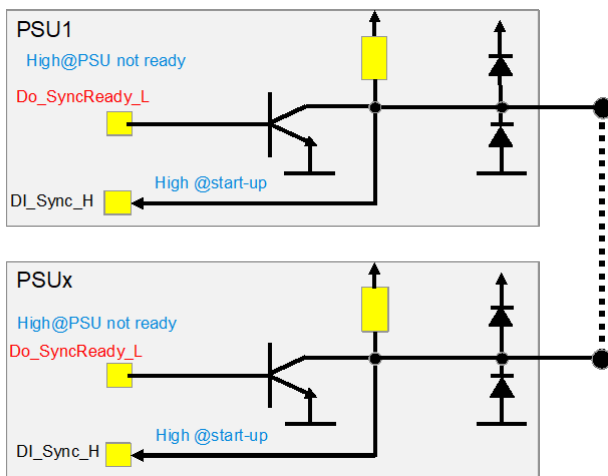 PSU1
High@PSU not ready
Do_SyncReady_L
High @start-up
DI_Sync_H
PSUx
High@PSU not ready
Do_SyncReady_L
High @start-up
DI_Sync_H